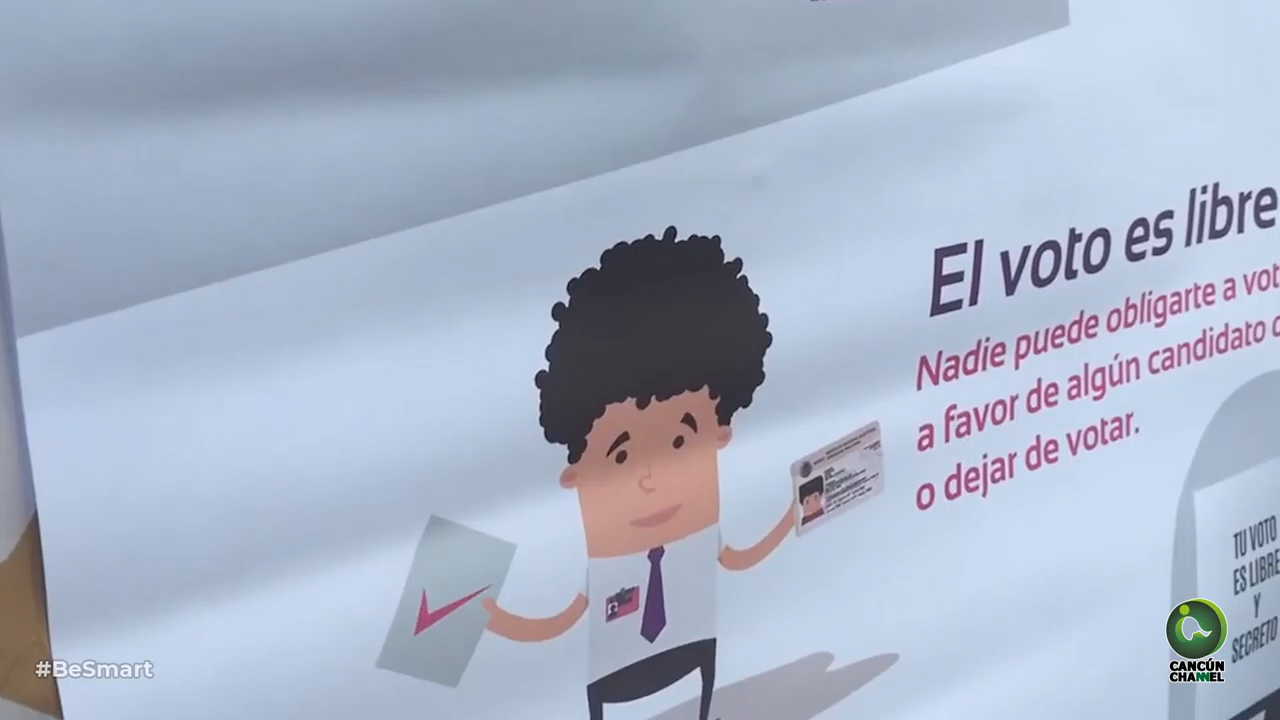 El voto es libre
Nadie puede obligarte a vot
a favor de algún candidato
o dejar de votar.
TU VOTO
ES LIBRE
Y
SECRETO
#BeSmart
CANCÚN
CHANNEL